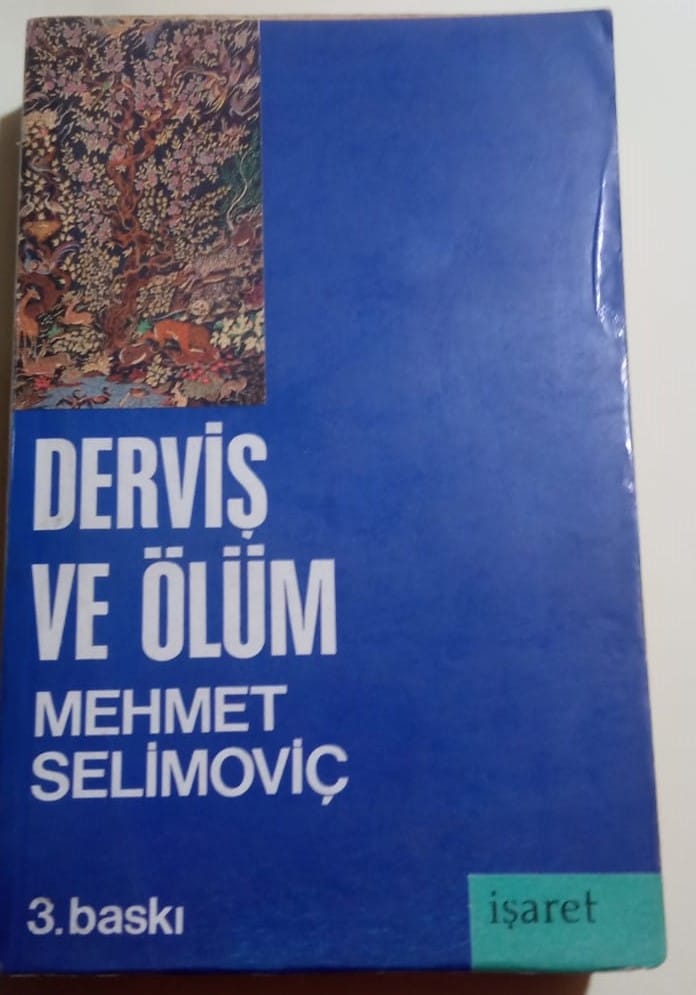 DERVİŞ
VE ÖLÜM
MEHMET
SELİMOVİÇ
3. baskı
işaret